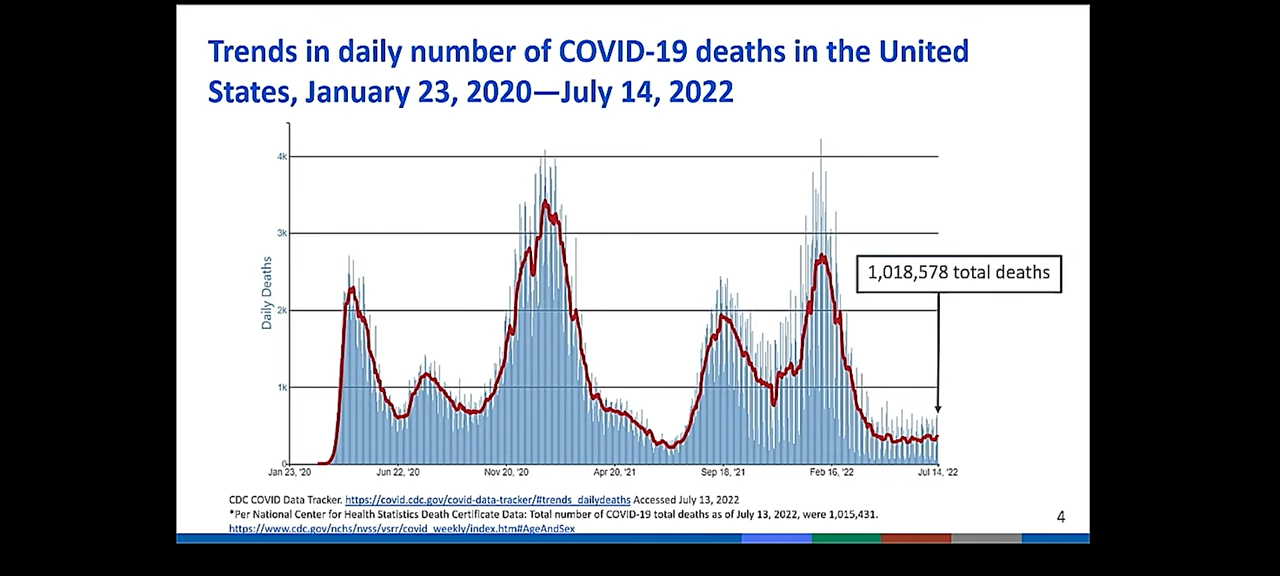 Trends in daily number of COVID-19 deaths in the United
States, January 23, 2020—July 14, 2022
4k
3k
2k
1k
0
Daily Deaths
1,018,578 total deaths
Jan 23, '20
Jun 22, '20
Nov 20, '20
Apr 20, '21
Sep 18, '21
Feb 16, '22
Jul 14, '22
CDC COVID Data Tracker. https://covid.cdc.gov/covid-data-tracker/#trends_dailydeaths Accessed July 13, 2022
*Per National Center for Health Statistics Death Certificate Data: Total number of COVID-19 total deaths as of July 13, 2022, were 1,015,431.
https://www.cdc.gov/nchs/nvss/vsrr/covid_weekly/index.htm#AgeAndSex
4